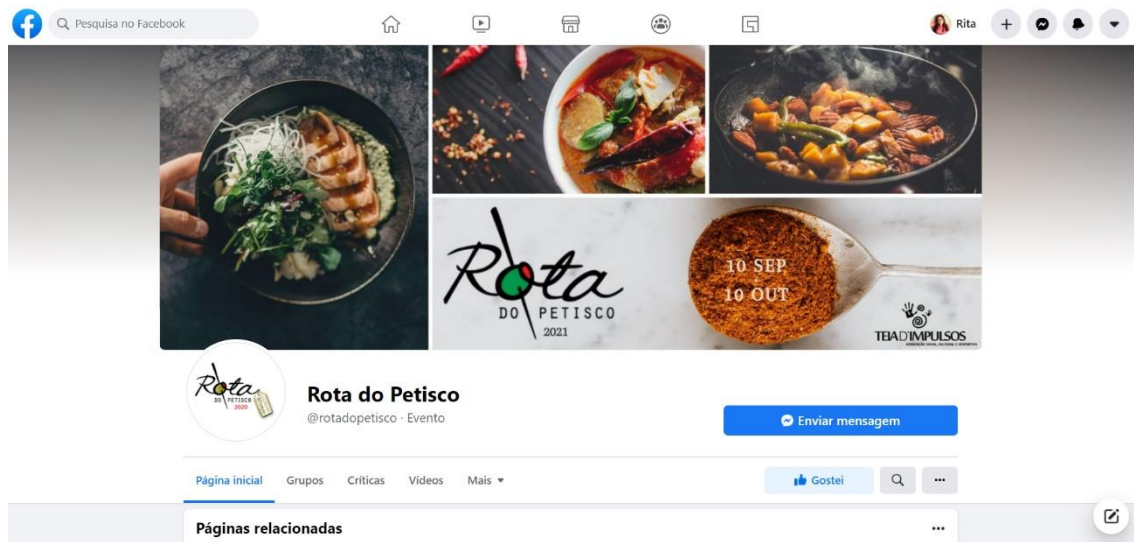 Pesquisa no Facebook
Rita
Rota
DO PETISCO
2021
10 SEP
10 OUT
TEIA D'IMPULSOS
Rota
DO PETISCO
2020
Rota do Petisco
@rotadopetisco · Evento
Enviar mensagem
Página inicial Grupos Críticas Vídeos Mais
Gostei
Páginas relacionadas